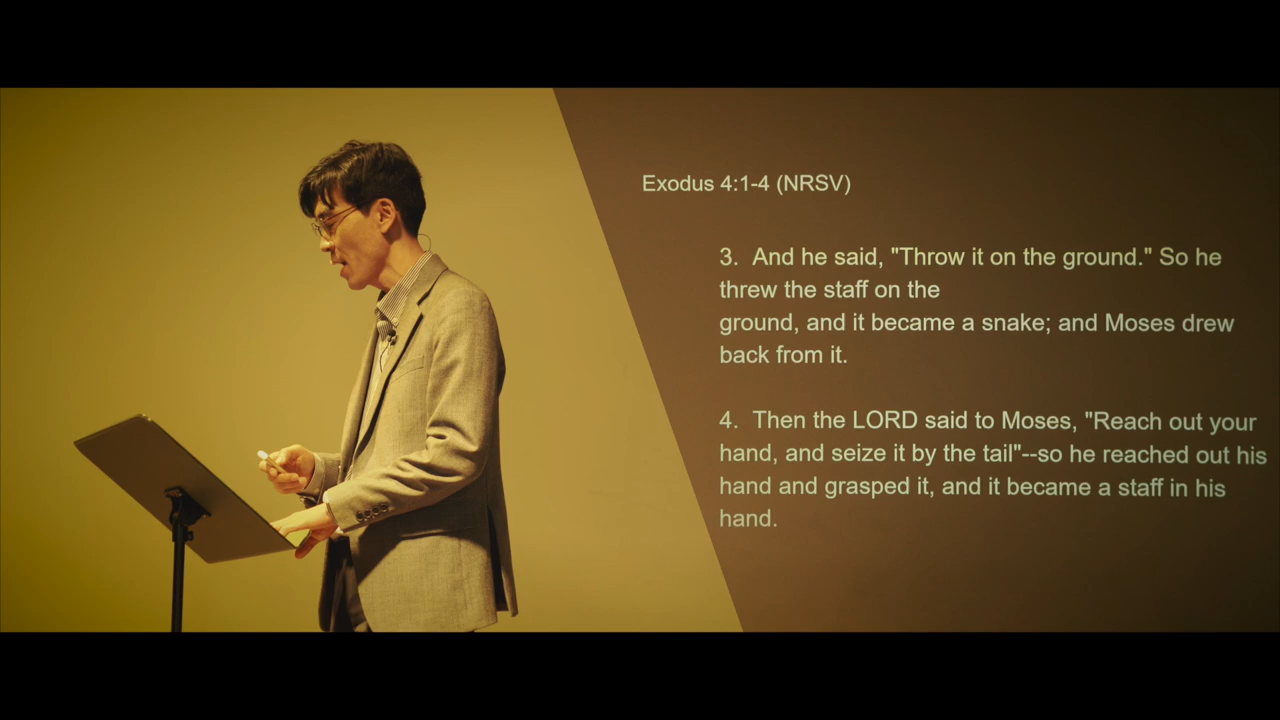 Exodus 4:1-4 (NRSV)
3. And he said, "Throw it on the ground." So he
threw the staff on the
ground, and it became a snake; and Moses drew
back from it.
4. Then the LORD said to Moses, "Reach out your
hand, and seize it by the tail"--so he reached out his
hand and grasped it, and it became a staff in his
hand.